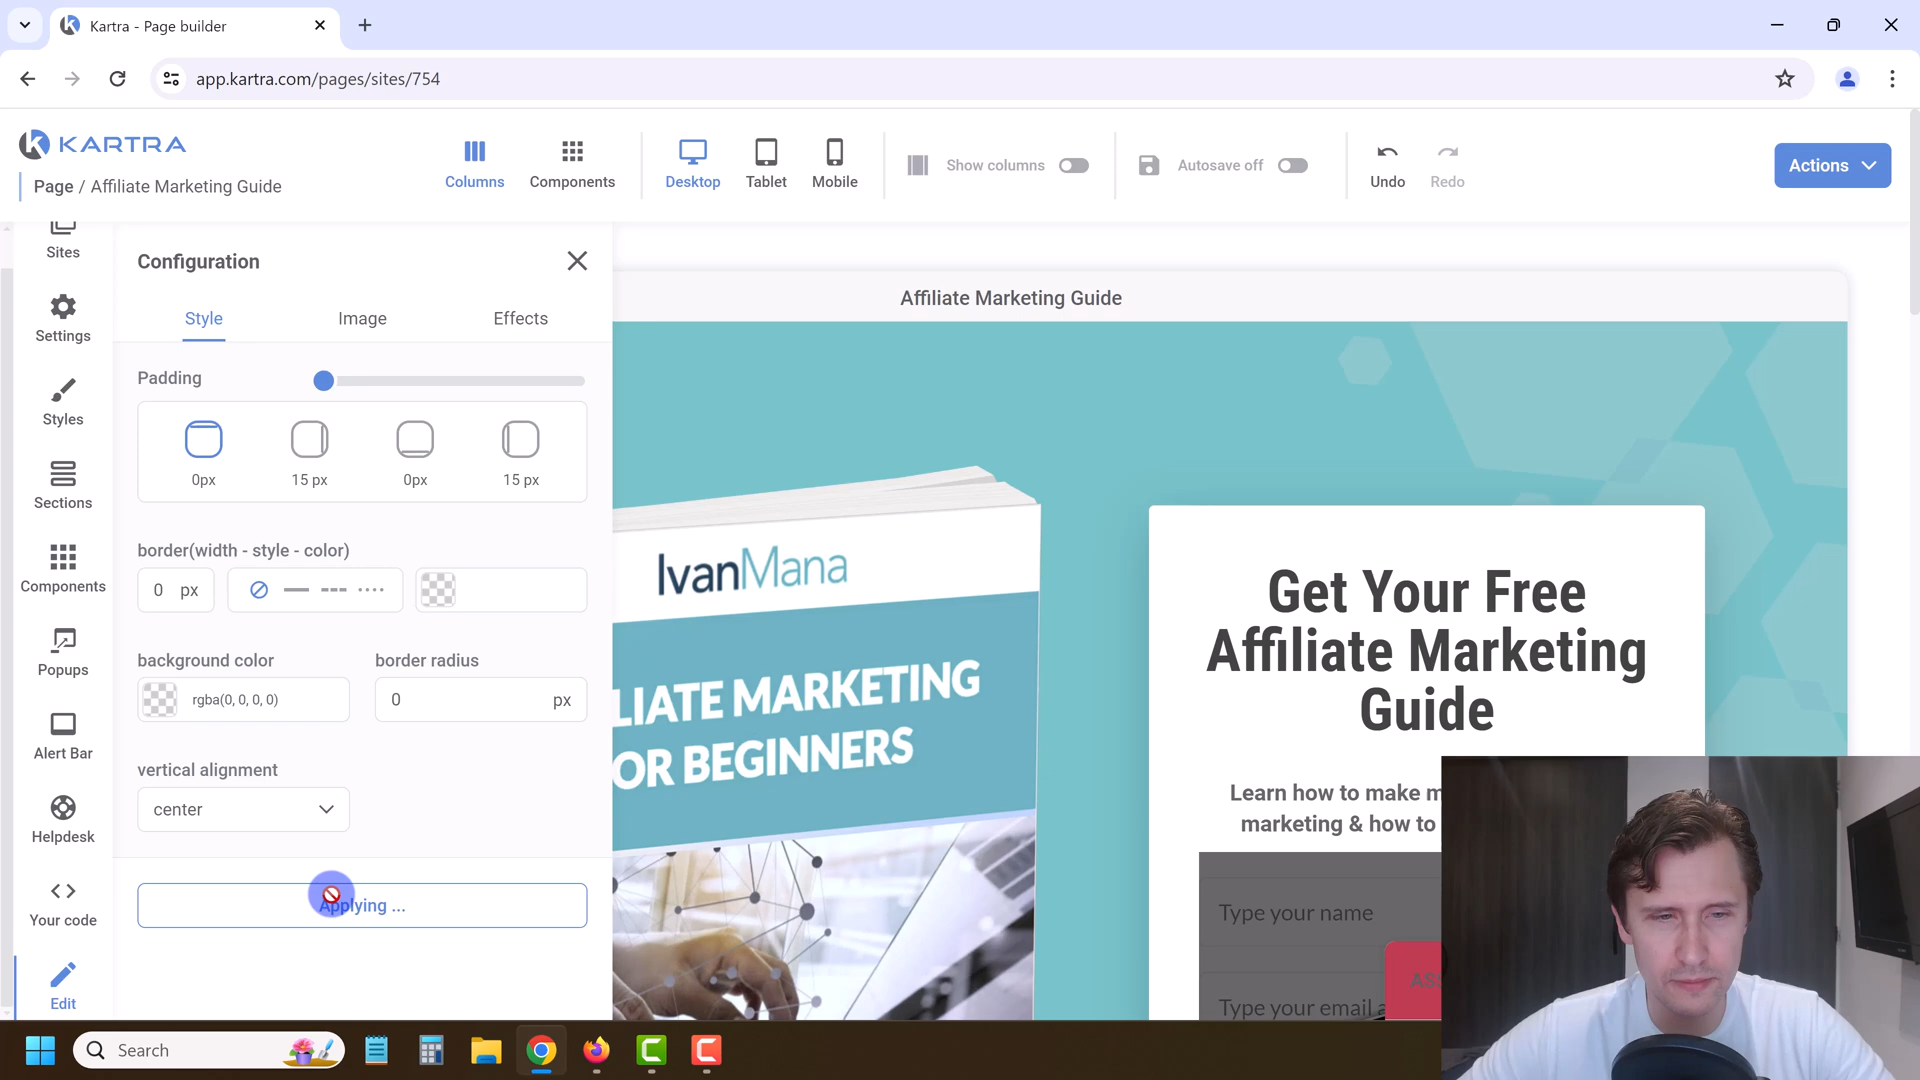 Kartra - Page builder
app.kartra.com/pages/sites/754
KARTRA
Page / Affiliate Marketing Guide
Columns
Components
Desktop
Tablet
Mobile
Show columns
Autosave off
Undo
Redo
Actions
Sites
Settings
Styles
Sections
Components
Popups
Alert Bar
Helpdesk
Your code
Edit
Configuration
Style
Image
Effects
Padding
0px
15 px
0px
15 px
border(width - style - color)
0 px
background color
border radius
rgba(0, 0, 0, 0)
0 px
vertical alignment
center
Applying ...
Affiliate Marketing Guide
IvanMana
LIATE MARKETING
OR BEGINNERS
Get Your Free
Affiliate Marketing
Guide
Learn how to make m
marketing & how to
Type your name
Type your email a
Search